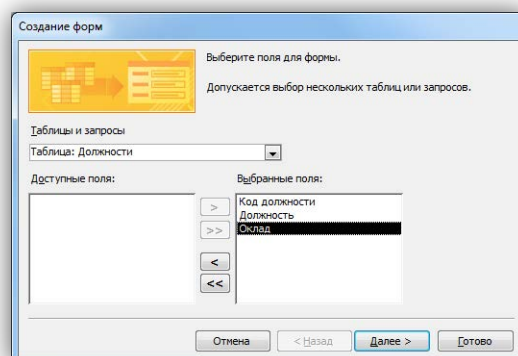 Создание форм
Выберите поля для формы.
Допускается выбор нескольких таблиц или запросов.
Таблицы и запросы
Таблица: Должности
Доступные поля:
Выбранные поля:
Код должности
Должность
Оклад
>
>>
<
<<
Отмена
< Назад
Далее >
Готово